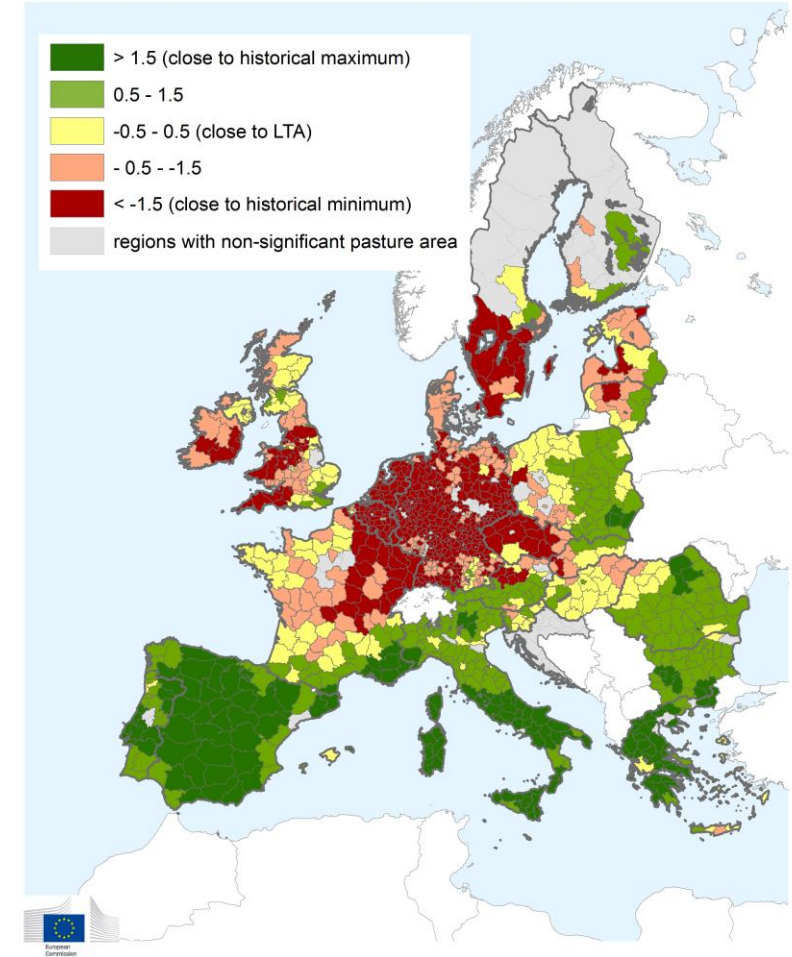 > 1.5 (close to historical maximum)
0.5 - 1.5
-0.5 - 0.5 (close to LTA)
- 0.5 - -1.5
< -1.5 (close to historical minimum)
regions with non-significant pasture area
European
Commission